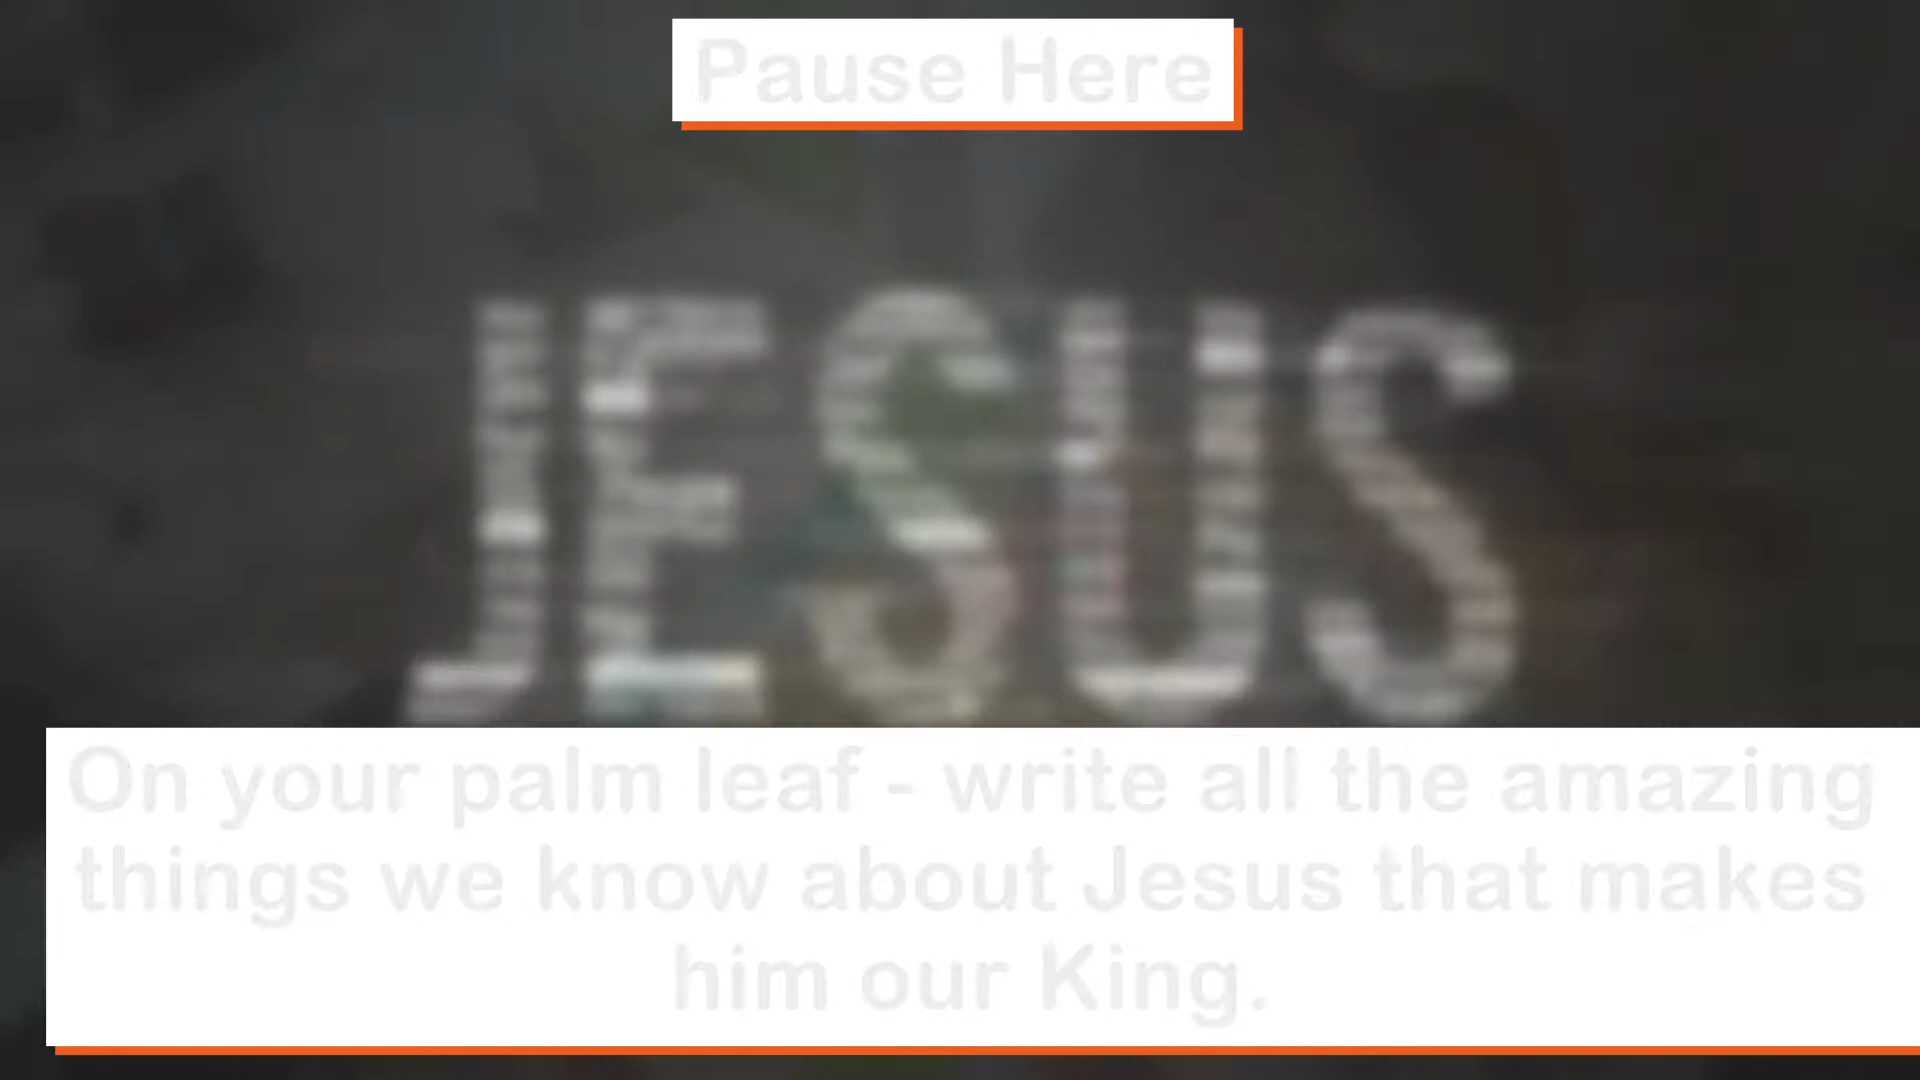 Pause Here
JESUS
On your palm leaf - write all the amazing
things we know about Jesus that makes
him our King.